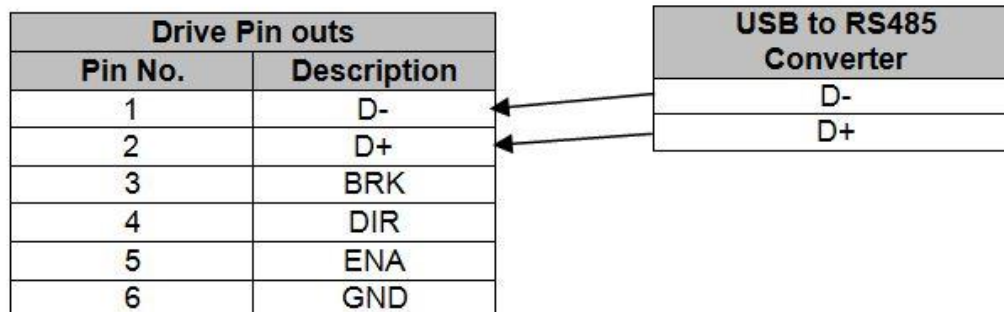 Drive Pin outs
Pin No. Description
1 D-
2 D+
3 BRK
4 DIR
5 ENA
6 GND
USB to RS485
Converter
D-
D+